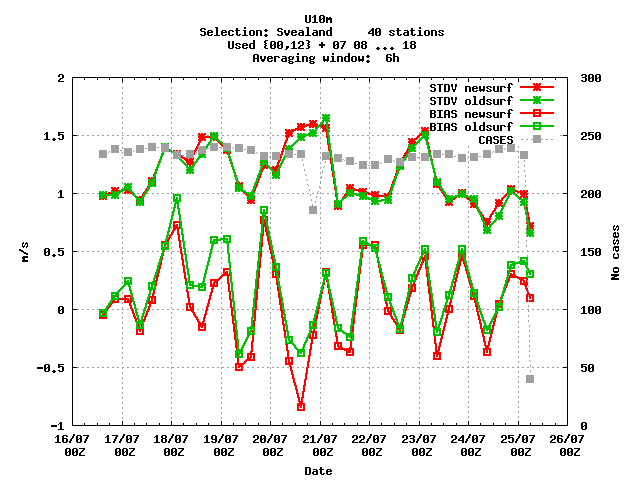 U10m
Selection: Svealand 40 stations
Used {00,12} + 07 08 ... 18
Averaging window: 6h
2
1.5
1
0.5
0
-0.5
-1
m/s
300
250
200
150
100
50
0
No cases
STDV newsurf
STDV oldsurf
BIAS newsurf
BIAS oldsurf
CASES
16/07 17/07 18/07 19/07 20/07 21/07 22/07 23/07 24/07 25/07 26/07
00Z 00Z 00Z 00Z 00Z 00Z 00Z 00Z 00Z 00Z 00Z
Date